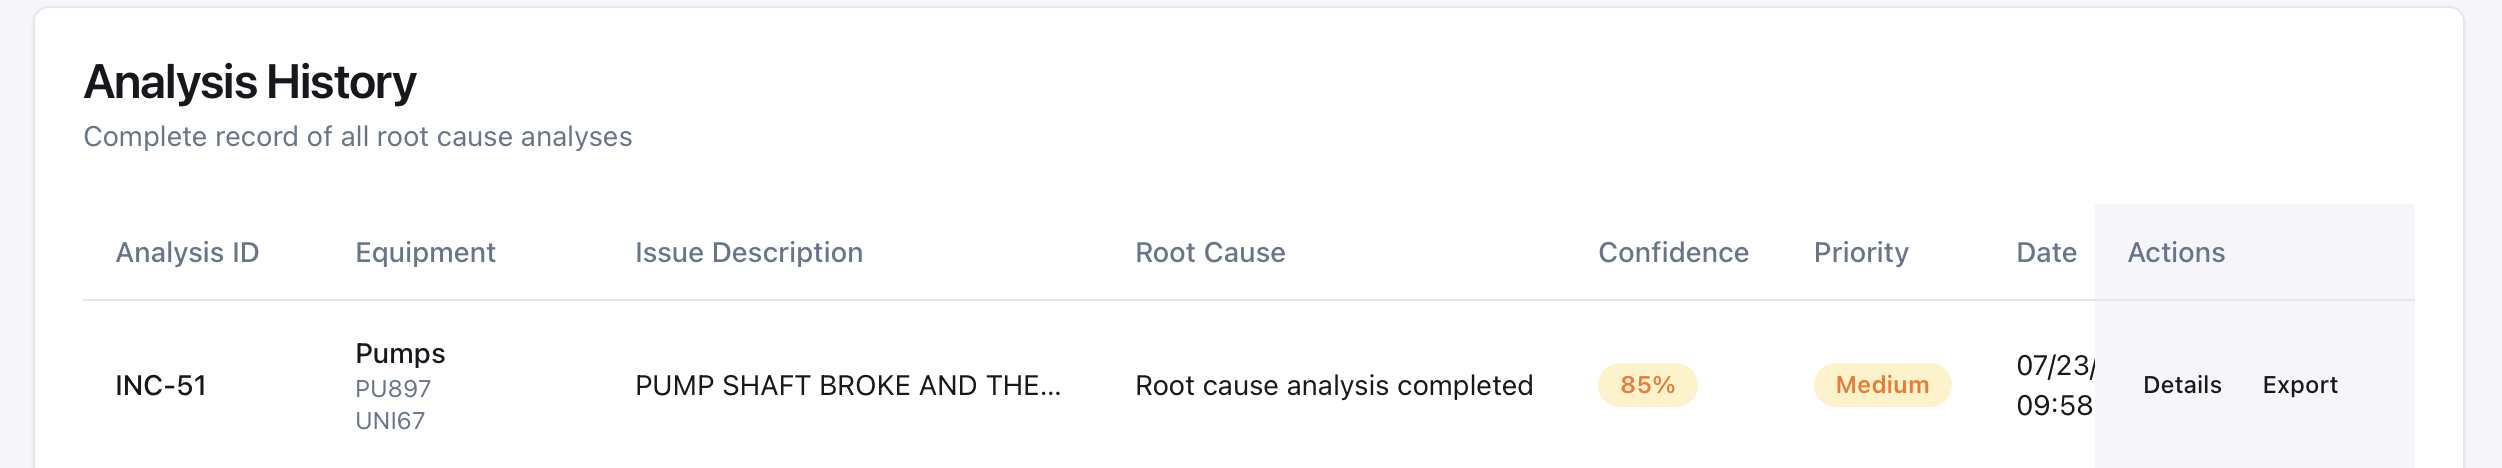 Analysis History
Complete record of all root cause analyses
Analysis ID Equipment Issue Description Root Cause Confidence Priority Date Actions
INC-51
Pumps
PU897
UNI67
PUMP SHAFT BROKE AND THE...
Root cause analysis completed
85%
Medium
07/23/
09:58
Details Export